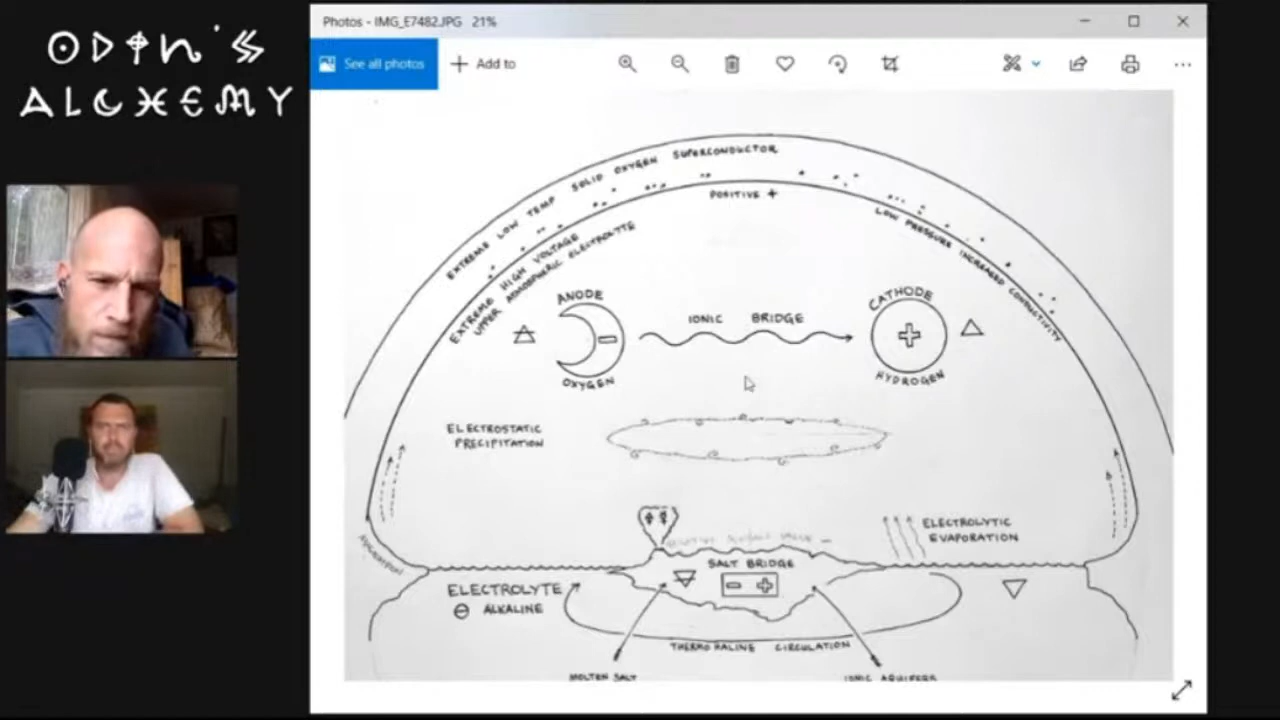 ODIN'S
ALCHEMY
Photos - IMG_E7482.JPG 21%
See all photos
Add to
EXTREME LOW TEMP SOLID OXYGEN SUPERCONDUCTOR
POSITIVE +
EXTREME HIGH VOLTAGE
UPPER ATMOSPHERIC ELECTROLYTE
LOW PRESSURE INCREASED CONDUCTIVITY
ANODE
OXYGEN
IONIC BRIDGE
CATHODE
HYDROGEN
ELECTROSTATIC
PRECIPITATION
ELECTROLYTIC
EVAPORATION
SALT BRIDGE
ELECTROLYTE
ALKALINE
THERMOHALINE CIRCULATION
MOLTEN SALT
IONIC AQUIFERS